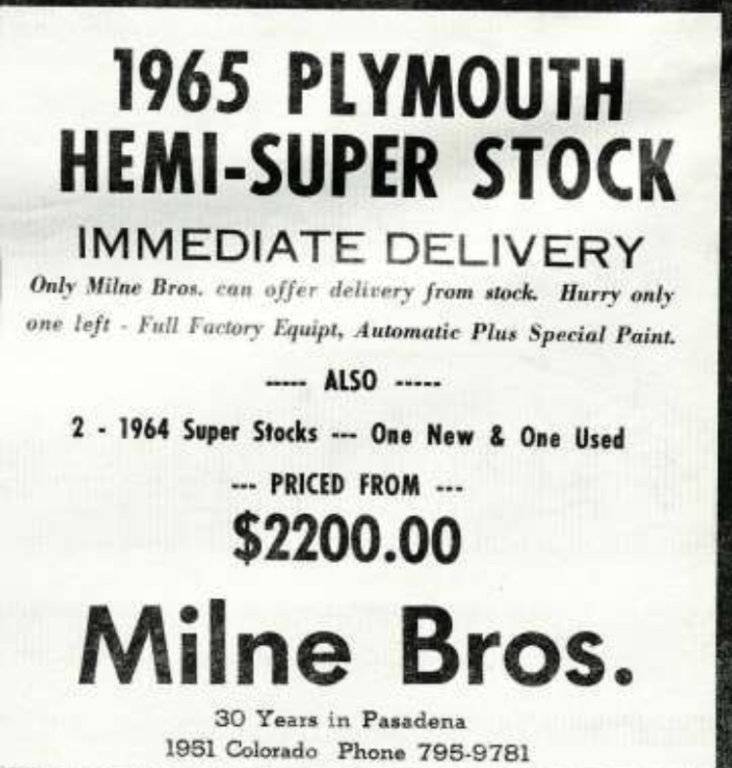 1965 PLYMOUTH
HEMI-SUPER STOCK
IMMEDIATE DELIVERY
Only Milne Bros. can offer delivery from stock. Hurry only
one left - Full Factory Equipt, Automatic Plus Special Paint.
----- ALSO -----
2 - 1964 Super Stocks --- One New & One Used
--- PRICED FROM ---
$2200.00
Milne Bros.
30 Years in Pasadena
1951 Colorado Phone 795-9781